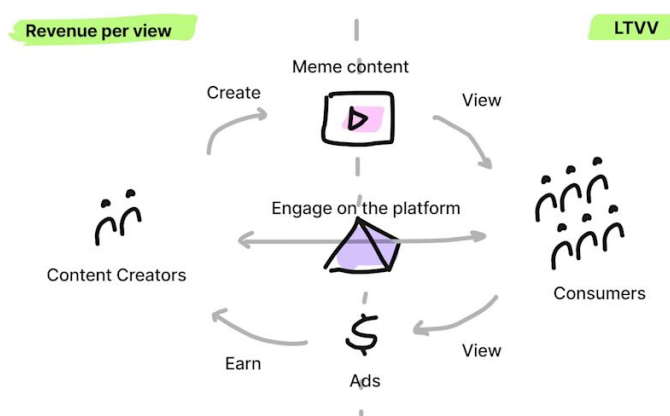 Revenue per view
LTVV
Meme content
Create
View
Engage on the platform
Content Creators
Consumers
$
Earn
View
Ads